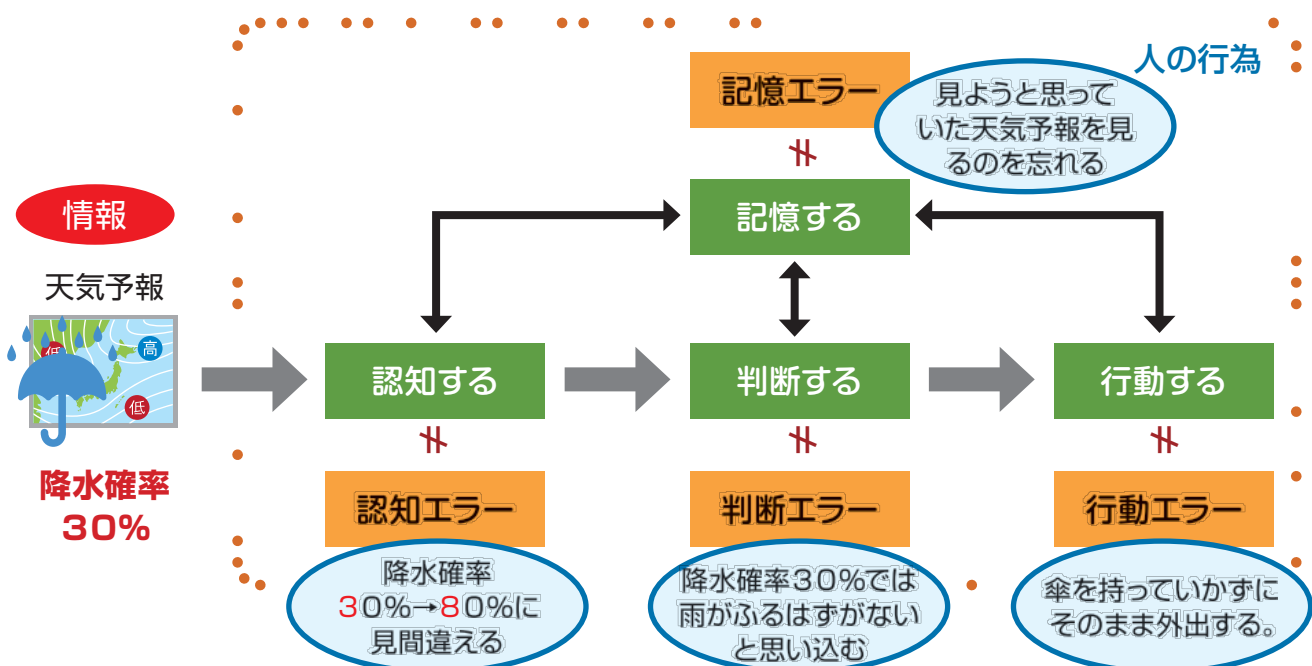 人の行為
記憶エラー
見ようと思って
いた天気予報を見
るのを忘れる
情報
記憶する
天気予報
低
高
低
認知する
判断する
行動する
降水確率
30%
認知エラー
判断エラー
行動エラー
降水確率
30%→80%に
見間違える
降水確率30%では
雨がふるはずがない
と思い込む
傘を持っていかずに
そのまま外出する。